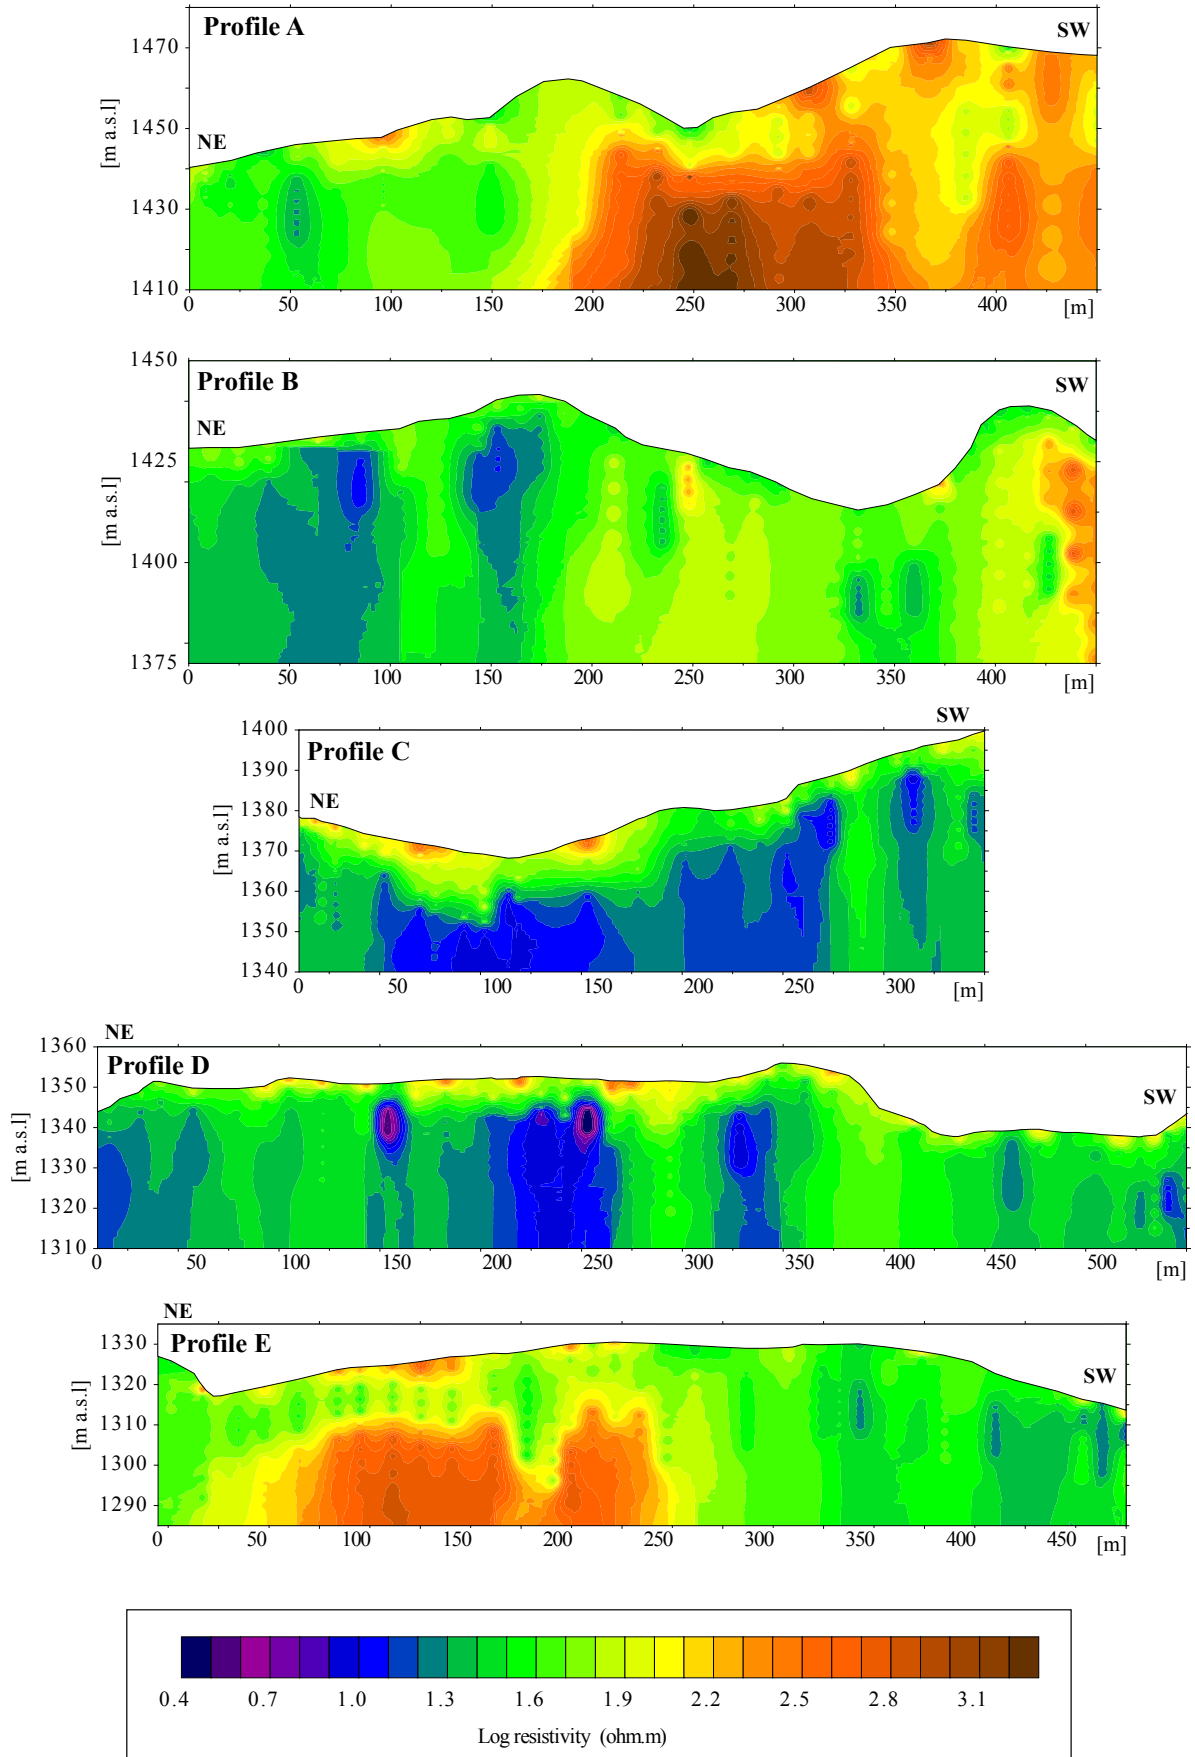 Profile A
SW
NE
[m a.s.l]
1470
1450
1430
1410
0 50 100 150 200 250 300 350 400
[m]
Profile B
SW
NE
[m a.s.l]
1450
1425
1400
1375
0 50 100 150 200 250 300 350 400
[m]
SW
Profile C
NE
[m a.s.l]
1400
1390
1380
1370
1360
1350
1340
0 50 100 150 200 250 300
[m]
NE
Profile D
SW
[m a.s.l]
1360
1350
1340
1330
1320
1310
0 50 100 150 200 250 300 350 400 450 500
[m]
NE
Profile E
SW
[m a.s.l]
1330
1320
1310
1300
1290
0 50 100 150 200 250 300 350 400 450
[m]
0.4 0.7 1.0 1.3 1.6 1.9 2.2 2.5 2.8 3.1
Log resistivity (ohm.m)